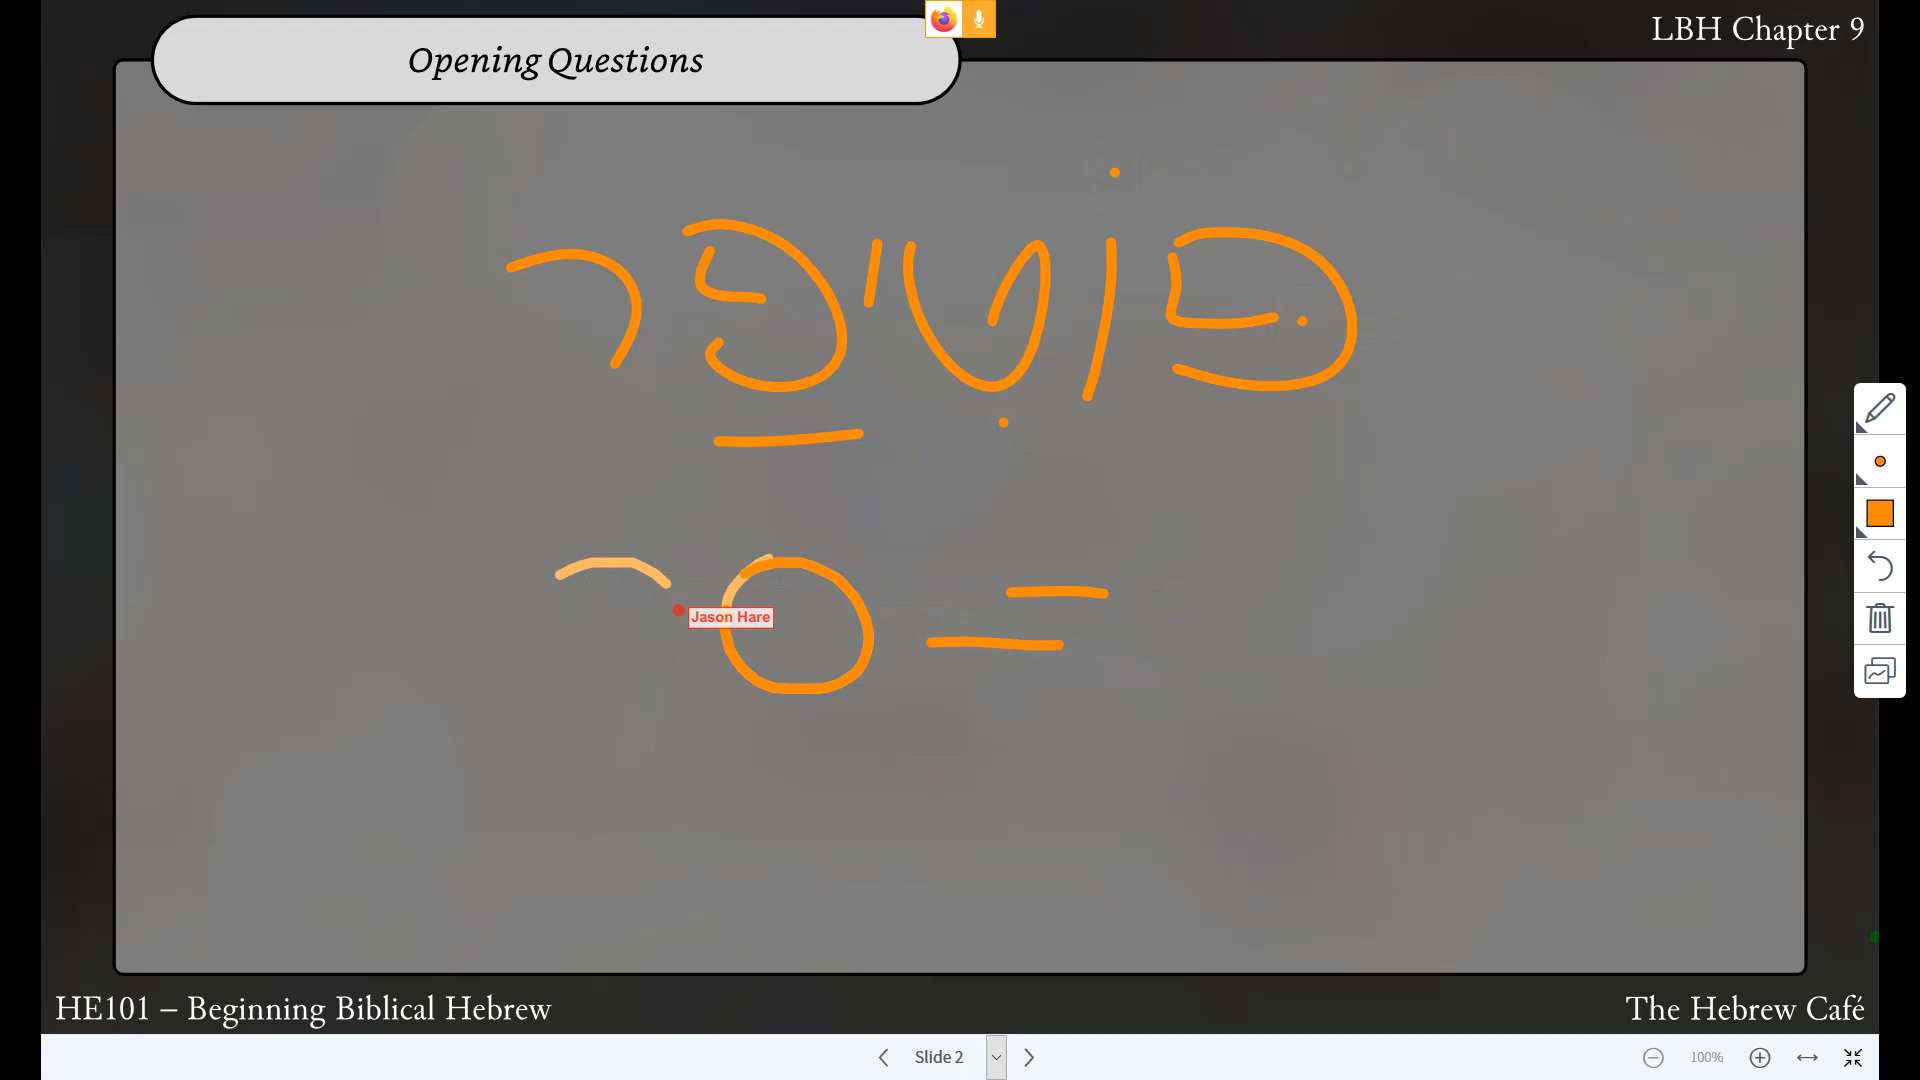 Opening Questions
LBH Chapter 9
פּוֹטִיפַר
Jason Hare
HE101 – Beginning Biblical Hebrew
The Hebrew Café
Slide 2
100%